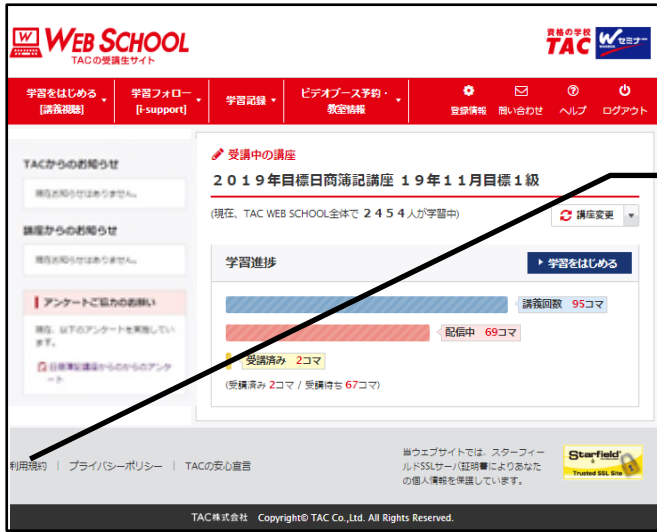 WEB SCHOOL
TACの受講生サイト
資格の学校
TAC
Wセミナー
学習をはじめる
[講義視聴]
学習フォロー
[i-support]
学習記録
ビデオブース予約・
教室情報
登録情報
問い合わせ
ヘルプ
ログアウト
TACからのお知らせ
現在お知らせはありません。
講座からのお知らせ
現在お知らせはありません。
アンケートご協力のお願い
現在、以下のアンケートを実施してい
ます。
日商簿記講座からのからのアンケ
ート
受講中の講座
2019年目標日商簿記講座 19年11月目標1級
(現在、TAC WEB SCHOOL全体で 2454人が学習中)
講座変更
学習進捗
学習をはじめる
講義回数 95コマ
配信中 69コマ
受講済み 2コマ
(受講済み 2コマ / 受講待ち 67コマ)
利用規約 | プライバシーポリシー | TACの安心宣言
当ウェブサイトでは、スターフィー
ルドSSLサーバ証明書によりあなた
の個人情報を保護しています。
Starfield
Trusted SSL Site
TAC株式会社 Copyright© TAC Co.,Ltd. All Rights Reserved.